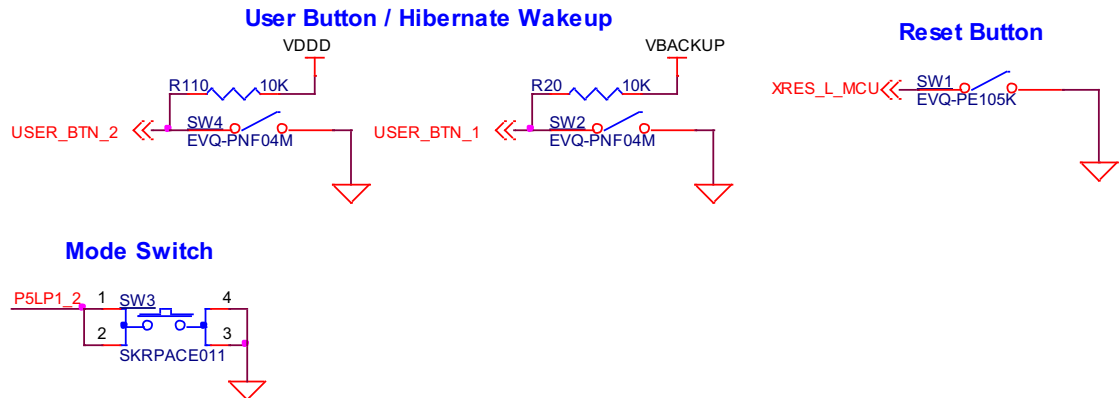 User Button / Hibernate Wakeup
Reset Button
VDDD
VBACKUP
R110 10K
R20 10K
XRES_L_MCU
SW1
EVQ-PE105K
USER_BTN_2
SW4
EVQ-PNF04M
USER_BTN_1
SW2
EVQ-PNF04M
Mode Switch
P5LP1_2
1
SW3
4
2
3
SKRPACE011